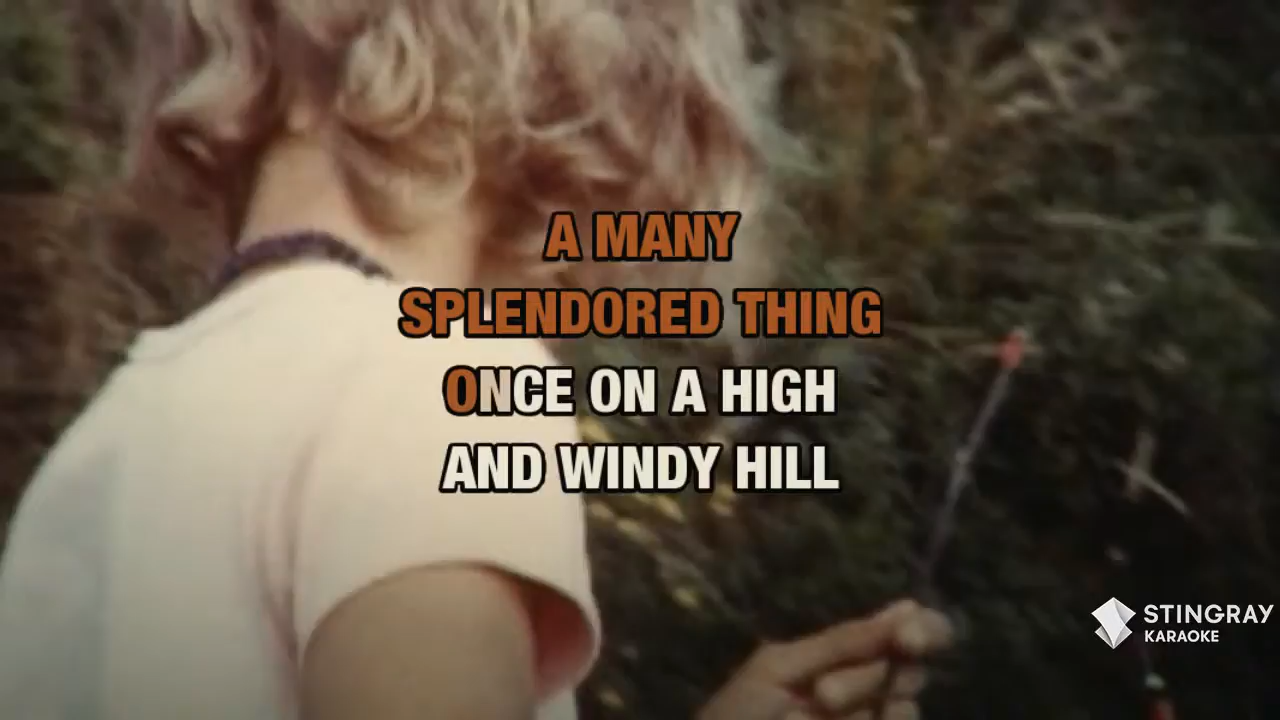 A MANY
SPLENDORED THING
ONCE ON A HIGH
AND WINDY HILL
STINGRAY
KARAOKE